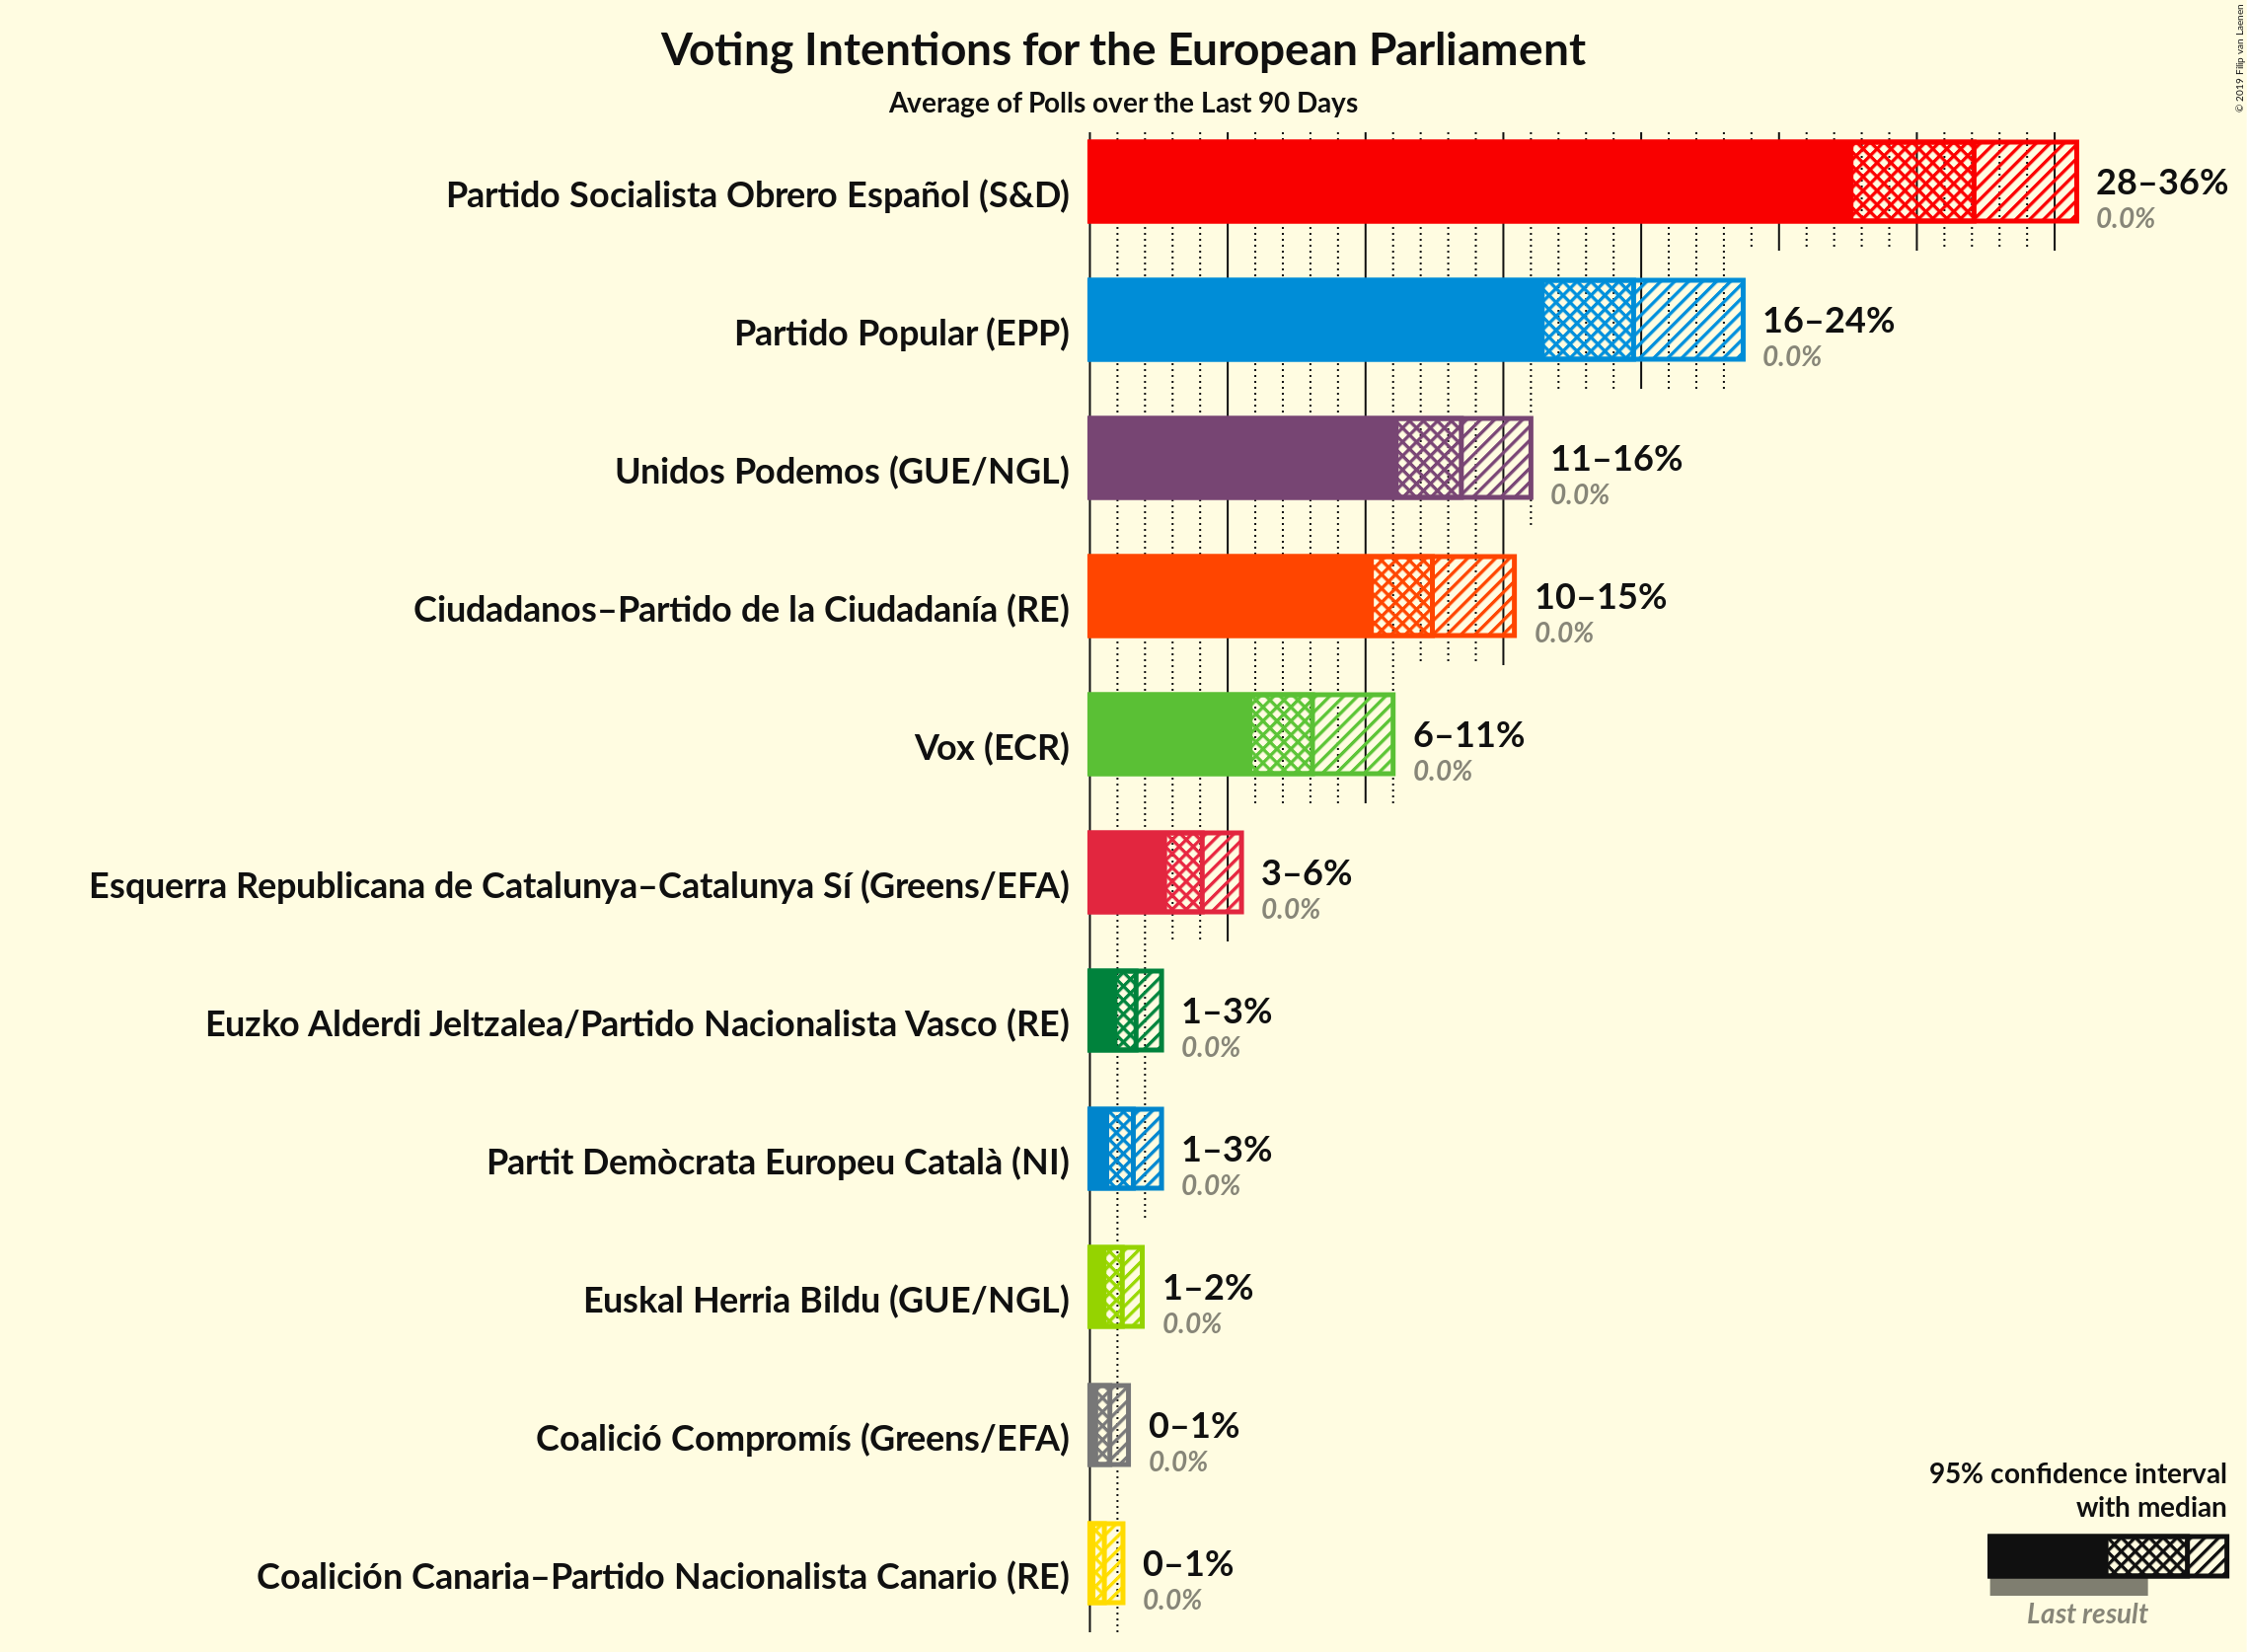 Voting Intentions for the European Parliament
Average of Polls over the Last 90 Days
© 2019 Filip van Laenen
Partido Socialista Obrero Español (S&D)
28–36%
0.0%
Partido Popular (EPP)
16–24%
0.0%
Unidos Podemos (GUE/NGL)
11–16%
0.0%
Ciudadanos–Partido de la Ciudadanía (RE)
10–15%
0.0%
Vox (ECR)
6–11%
0.0%
Esquerra Republicana de Catalunya–Catalunya Sí (Greens/EFA)
3–6%
0.0%
Euzko Alderdi Jeltzalea/Partido Nacionalista Vasco (RE)
1–3%
0.0%
Partit Demòcrata Europeu Català (NI)
1–3%
0.0%
Euskal Herria Bildu (GUE/NGL)
1–2%
0.0%
Coalició Compromís (Greens/EFA)
0–1%
0.0%
Coalición Canaria–Partido Nacionalista Canario (RE)
0–1%
0.0%
95% confidence interval
with median
Last result